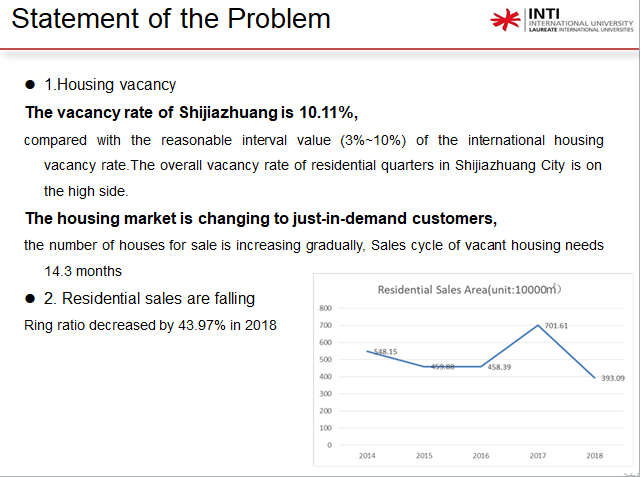 Statement of the Problem
INTI
INTERNATIONAL UNIVERSITY
LAUREATE INTERNATIONAL UNIVERSITIES
1.Housing vacancy
The vacancy rate of Shijiazhuang is 10.11%,
compared with the reasonable interval value (3%~10%) of the international housing
vacancy rate.The overall vacancy rate of residential quarters in Shijiazhuang City is on
the high side.
The housing market is changing to just-in-demand customers,
the number of houses for sale is increasing gradually, Sales cycle of vacant housing needs
14.3 months
2. Residential sales are falling
Ring ratio decreased by 43.97% in 2018
Residential Sales Area(unit:10000㎡)
800
700
600
500
400
300
200
100
0
548.15
459.88
458.39
701.61
393.09
2014 2015 2016 2017 2018